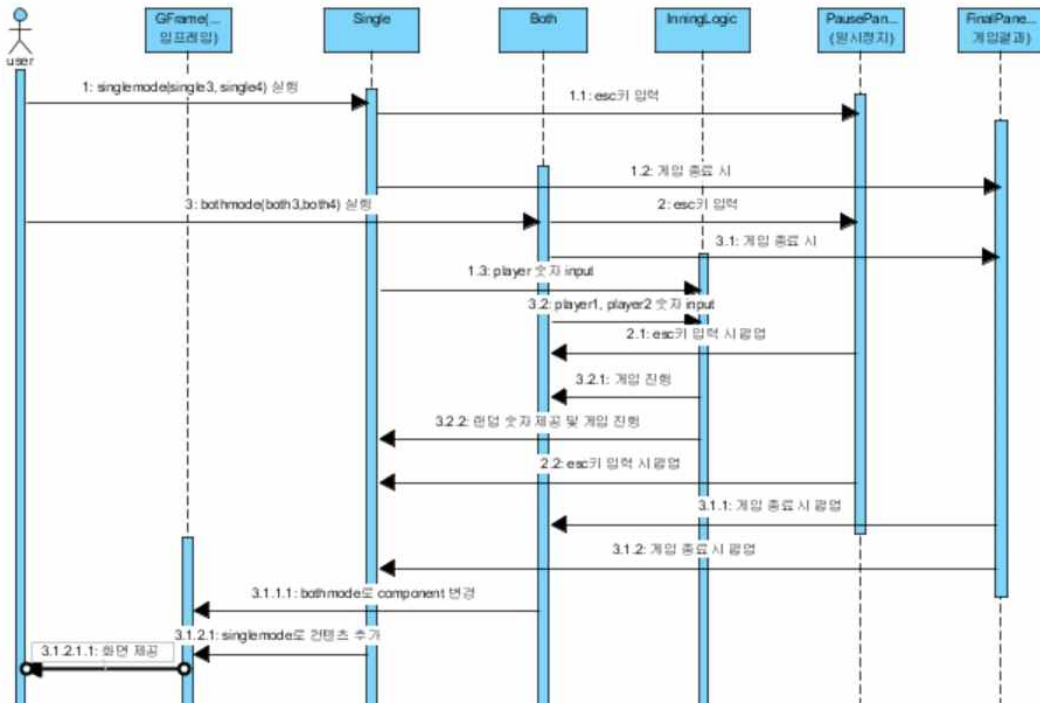 GFrame(...
임프레임)
Single
Both
InningLogic
PausePan...
(일시정지)
FinalPane...
게임결과)
user
1: singlemode(single3, single4) 실행
1.1: esc키 입력
1.2: 게임 종료 시
3: bothmode(both3,both4) 실행
2: esc키 입력
3.1: 게임 종료 시
1.3: player 숫자 input
3.2: player1, player2 숫자 input
2.1: esc키 입력 시 팝업
3.2.1: 게임 진행
3.2.2: 랜덤 숫자 제공 및 게임 진행
2.2: esc키 입력 시 팝업
3.1.1: 게임 종료 시 팝업
3.1.2: 게임 종료 시 팝업
3.1.1.1: bothmode로 component 변경
3.1.2.1: singlemode로 컨텐츠 추가
3.1.2.1.1: 화면 제공